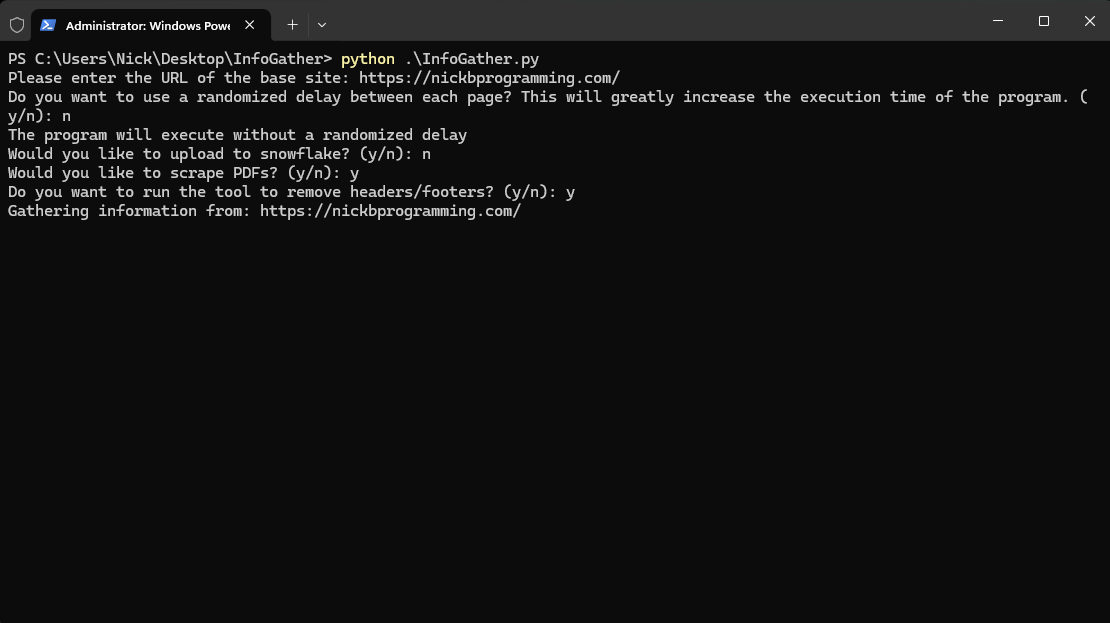 Administrator: Windows Powe
PS C:\Users\Nick\Desktop\InfoGather> python .\InfoGather.py
Please enter the URL of the base site: https://nickbprogramming.com/
Do you want to use a randomized delay between each page? This will greatly increase the execution time of the program. (
y/n): n
The program will execute without a randomized delay
Would you like to upload to snowflake? (y/n): n
Would you like to scrape PDFs? (y/n): y
Do you want to run the tool to remove headers/footers? (y/n): y
Gathering information from: https://nickbprogramming.com/